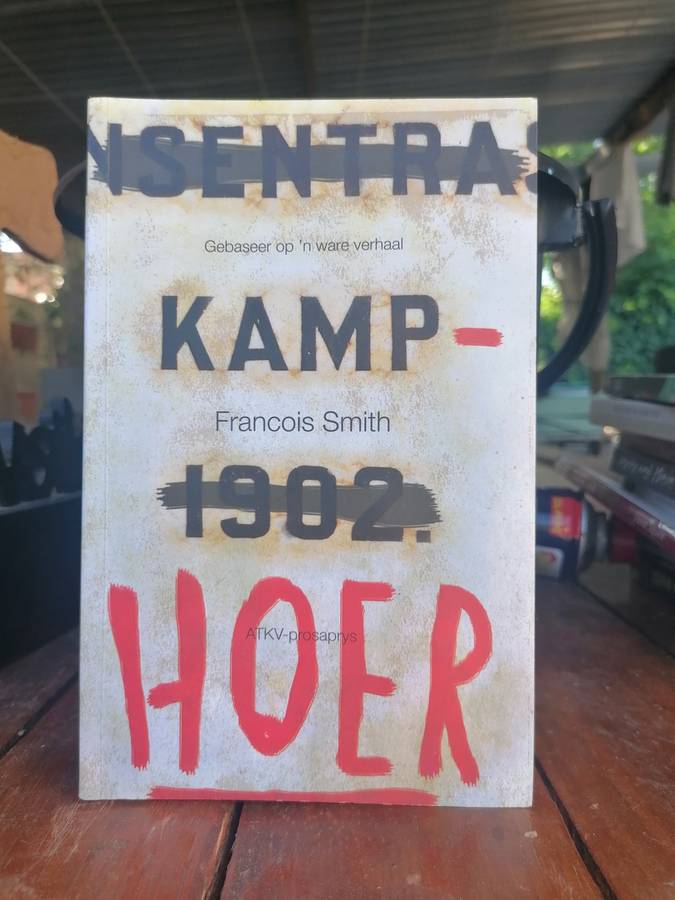 NSENTRAS
Gebaseer op 'n ware verhaal
KAMP-
Francois Smith
1902.
HOER
ATKV-prosaprys